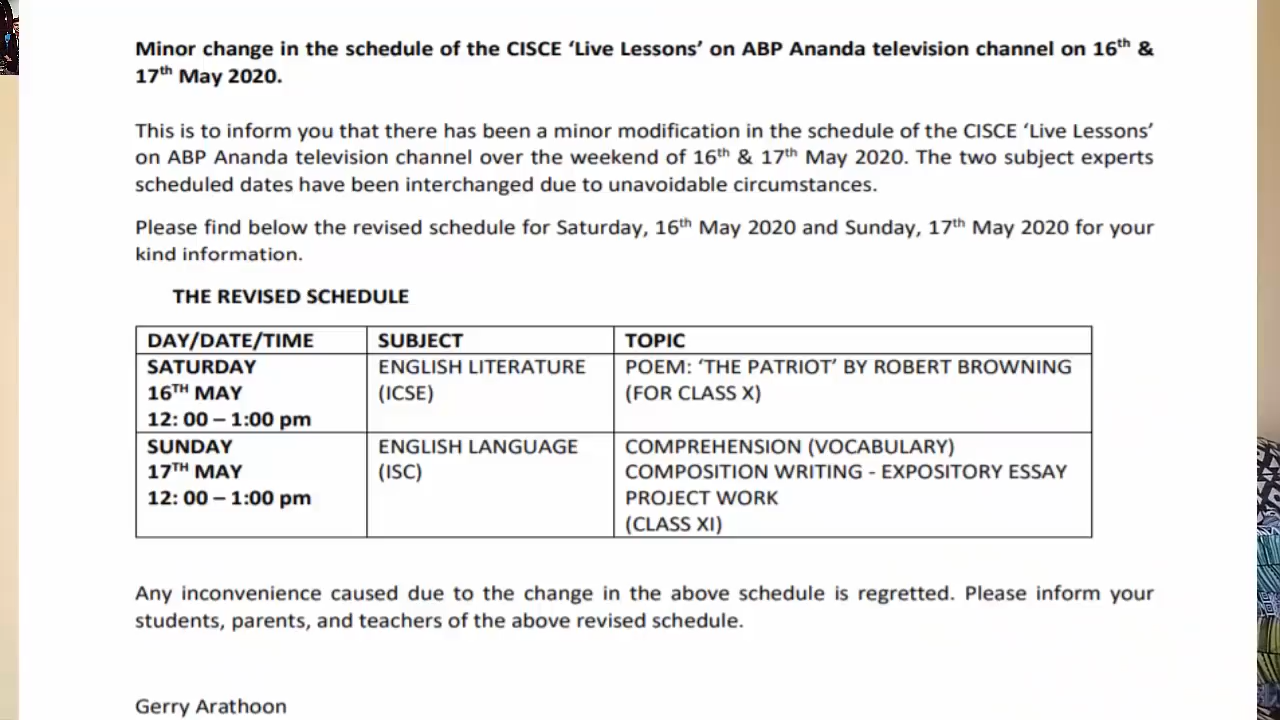 Minor change in the schedule of the CISCE ‘Live Lessons’ on ABP Ananda television channel on 16th &
17th May 2020.
This is to inform you that there has been a minor modification in the schedule of the CISCE ‘Live Lessons’
on ABP Ananda television channel over the weekend of 16th & 17th May 2020. The two subject experts
scheduled dates have been interchanged due to unavoidable circumstances.
Please find below the revised schedule for Saturday, 16th May 2020 and Sunday, 17th May 2020 for your
kind information.
THE REVISED SCHEDULE
DAY/DATE/TIME SUBJECT TOPIC
SATURDAY ENGLISH LITERATURE POEM: ‘THE PATRIOT’ BY ROBERT BROWNING
16TH MAY (ICSE) (FOR CLASS X)
12: 00 – 1:00 pm
SUNDAY ENGLISH LANGUAGE COMPREHENSION (VOCABULARY)
17TH MAY (ISC) COMPOSITION WRITING - EXPOSITORY ESSAY
12: 00 – 1:00 pm PROJECT WORK
(CLASS XI)
Any inconvenience caused due to the change in the above schedule is regretted. Please inform your
students, parents, and teachers of the above revised schedule.
Gerry Arathoon